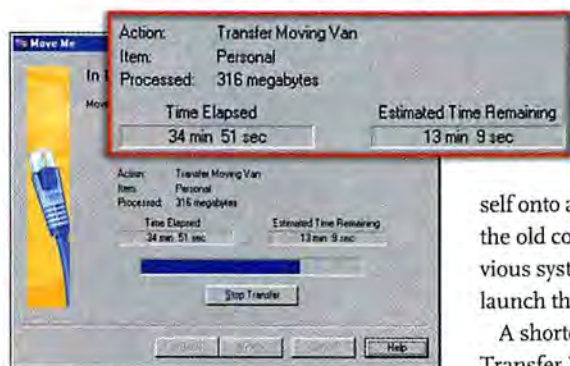 Action: Transfer Moving Van
Item: Personal
Processed: 316 megabytes
Time Elapsed Estimated Time Remaining
34 min 51 sec 13 min 9 sec
Move Me
In
Move
Action: Transfer Moving Van
Item: Personal
Processed: 316 megabytes
Time Elapsed Estimated Time Remaining
34 min 51 sec 13 min 9 sec
Stop Transfer
Help
self onto a
the old co
vious syst
launch th
A shorto
Transfer